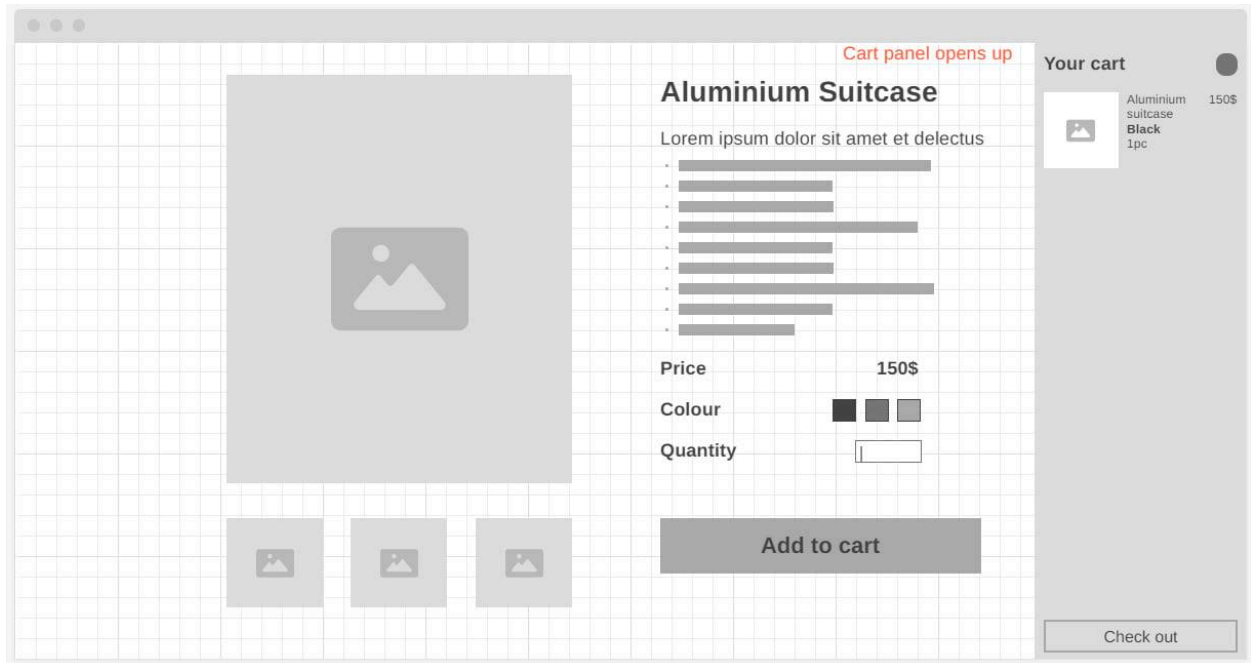 Cart panel opens up
Aluminium Suitcase
Lorem ipsum dolor sit amet et delectus
Price 150$
Colour
Quantity
Add to cart
Your cart
Aluminium 150$
suitcase
Black
1pc
Check out